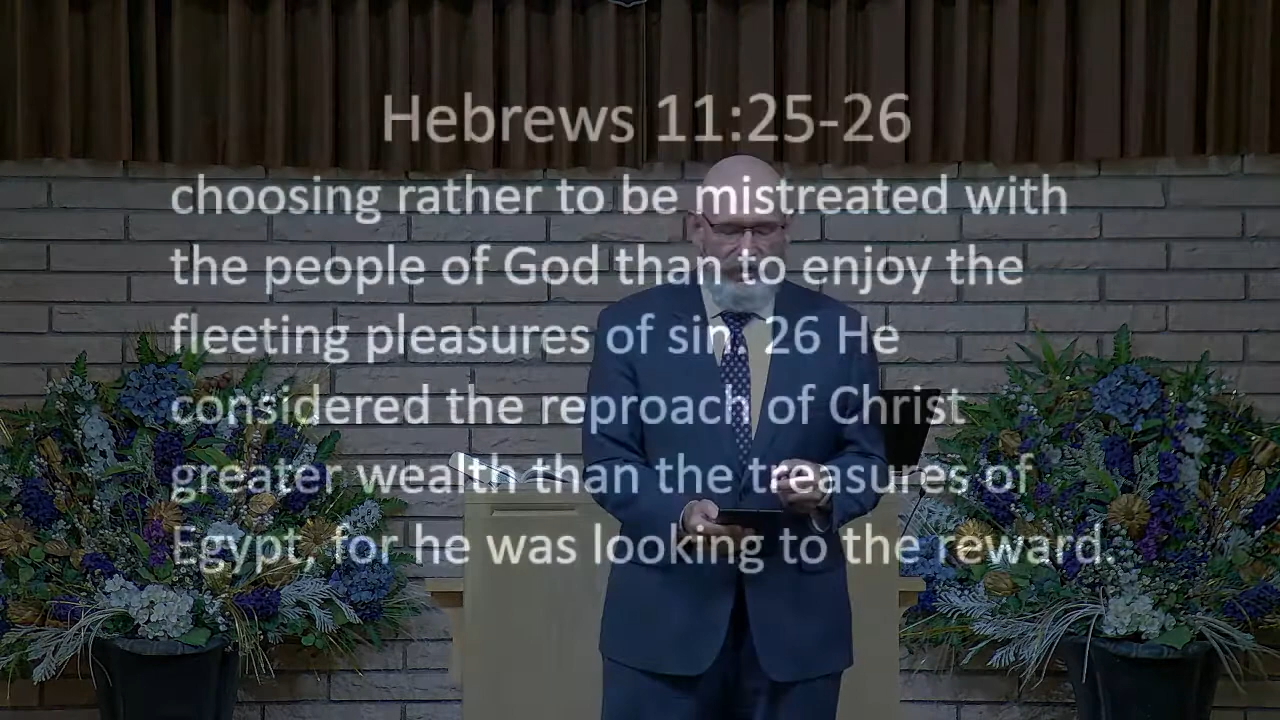 Hebrews 11:25-26
choosing rather to be mistreated with
the people of God than to enjoy the
fleeting pleasures of sin. 26 He
considered the reproach of Christ
greater wealth than the treasures of
Egypt, for he was looking to the reward.